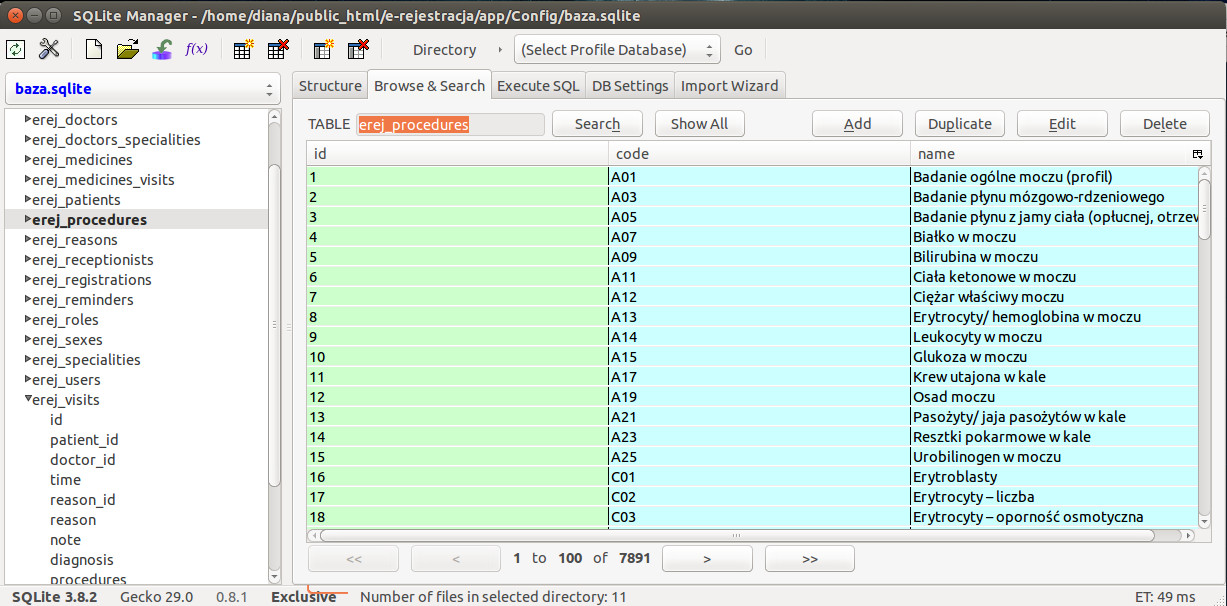 SQLite Manager - /home/diana/public_html/e-rejestracja/app/Config/baza.sqlite
f(x) Directory (Select Profile Database) Go
baza.sqlite
erej_doctors
erej_doctors_specialities
erej_medicines
erej_medicines_visits
erej_patients
erej_procedures
erej_reasons
erej_receptionists
erej_registrations
erej_reminders
erej_roles
erej_sexes
erej_specialities
erej_users
erej_visits
id
patient_id
doctor_id
time
reason_id
reason
note
diagnosis
procedures
Structure Browse & Search Execute SQL DB Settings Import Wizard
TABLE erej_procedures Search Show All Add Duplicate Edit Delete
id code name
1 A01 Badanie ogólne moczu (profil)
2 A03 Badanie płynu mózgowo-rdzeniowego
3 A05 Badanie płynu z jamy ciała (opłucnej, otrzew
4 A07 Białko w moczu
5 A09 Bilirubina w moczu
6 A11 Ciała ketonowe w moczu
7 A12 Ciężar właściwy moczu
8 A13 Erytrocyty/ hemoglobina w moczu
9 A14 Leukocyty w moczu
10 A15 Glukoza w moczu
11 A17 Krew utajona w kale
12 A19 Osad moczu
13 A21 Pasożyty/ jaja pasożytów w kale
14 A23 Resztki pokarmowe w kale
15 A25 Urobilinogen w moczu
16 C01 Erytroblasty
17 C02 Erytrocyty – liczba
18 C03 Erytrocyty – oporność osmotyczna
<< < 1 to 100 of 7891 > >>
SQLite 3.8.2 Gecko 29.0 0.8.1 Exclusive Number of files in selected directory: 11 ET: 49 ms